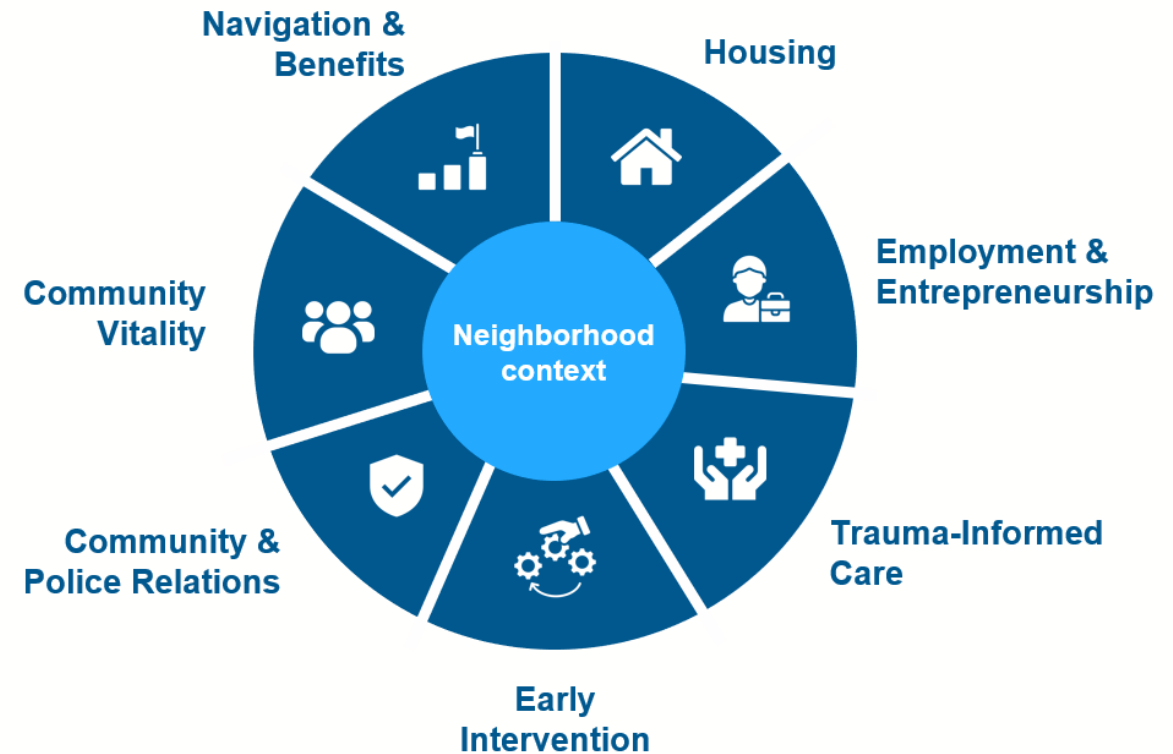 Navigation &
Benefits
Housing
Employment &
Entrepreneurship
Trauma-Informed
Care
Early
Intervention
Community &
Police Relations
Community
Vitality
Neighborhood
context